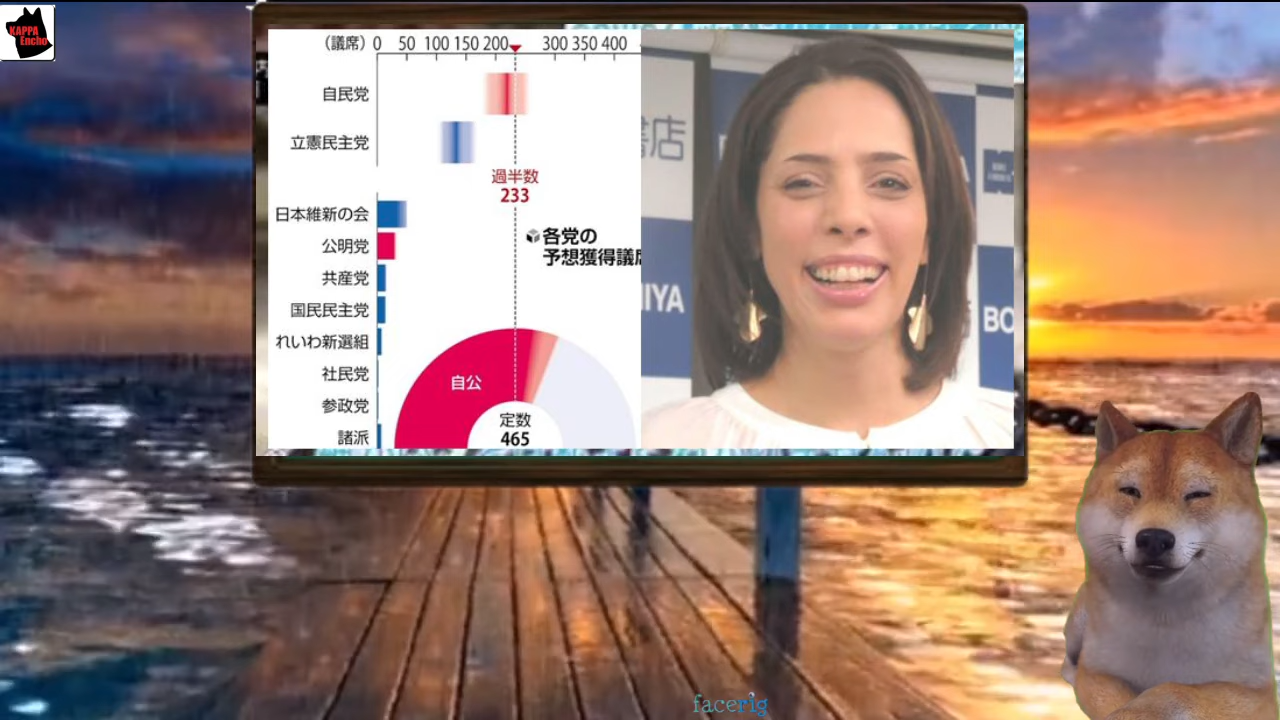 KAPPA
Encho
（議席） 0 50 100 150 200 300 350 400
自民党
立憲民主党
過半数
233
日本維新の会
公明党
各党の
予想獲得議席
共産党
国民民主党
れいわ新選組
社民党
参政党
諸派
自公
定数
465
書店
IYA
BO
facerig